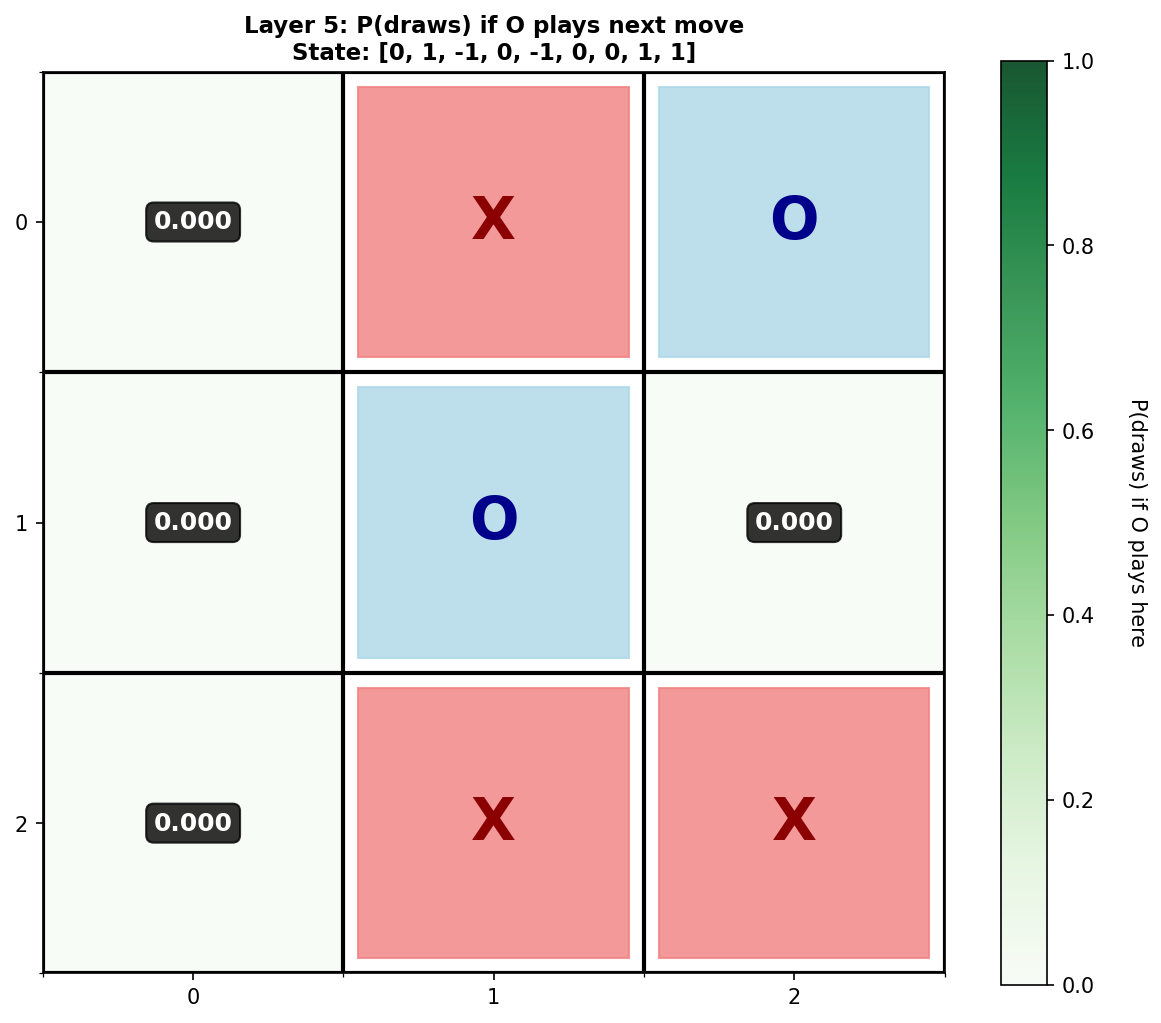 Layer 5: P(draws) if O plays next move
State: [0, 1, -1, 0, -1, 0, 0, 1, 1]
1.0
0.8
0.6
0.4
0.2
0.0
P(draws) if O plays here
0
0.000
X
O
1
0.000
O
0.000
2
0.000
X
X
0
1
2